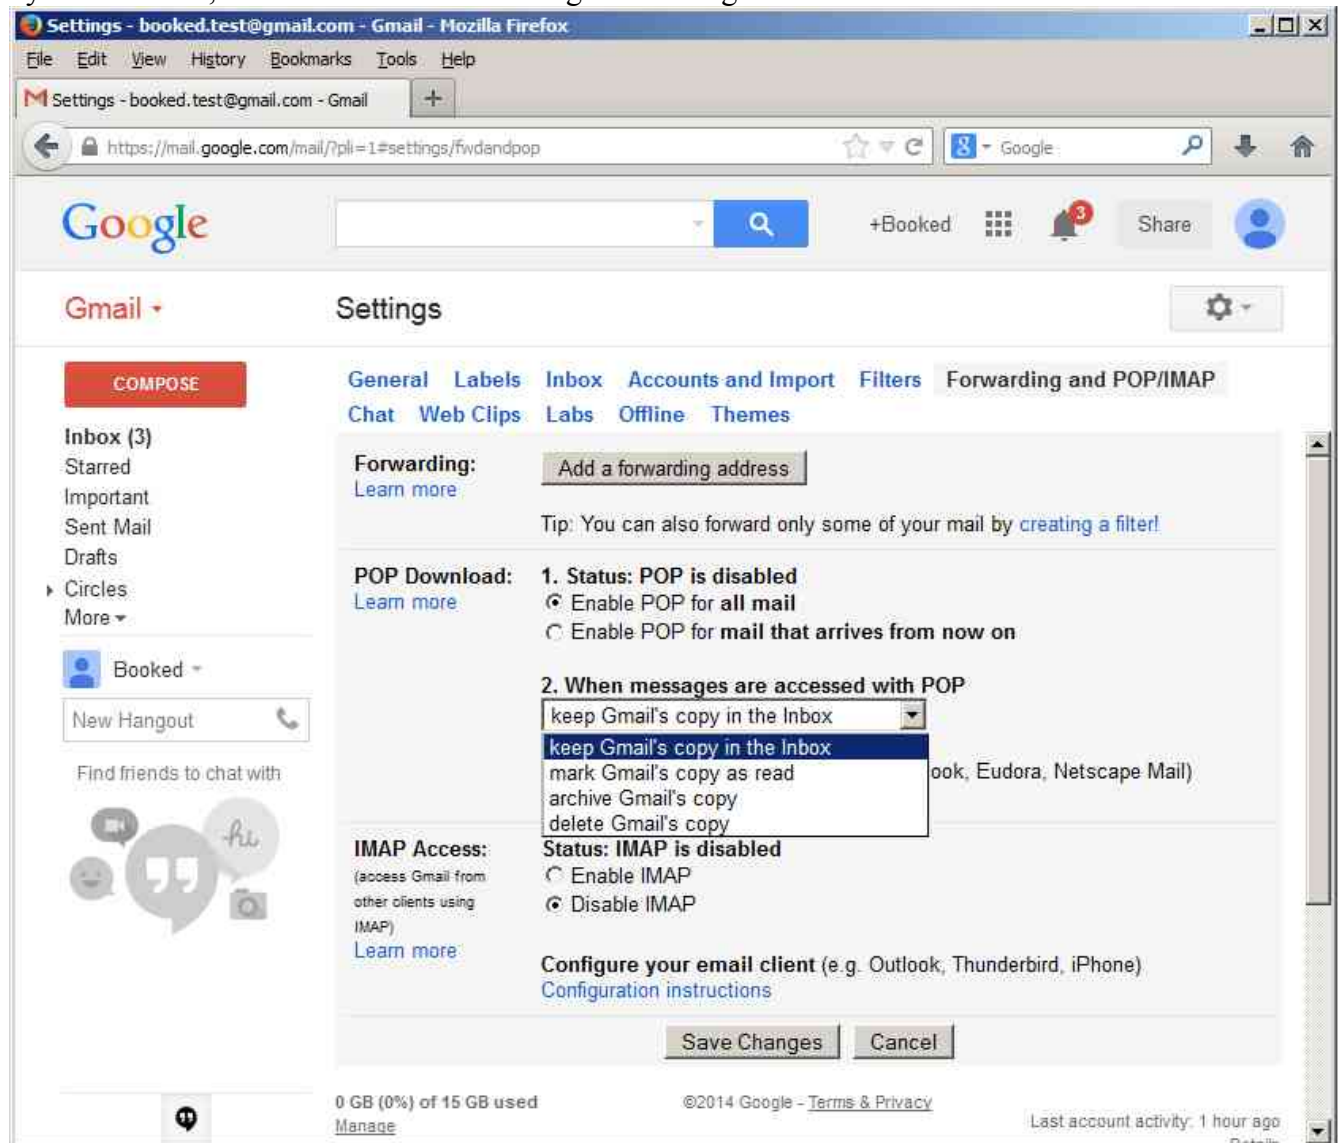 Settings - booked.test@gmail.com - Gmail - Mozilla Firefox
File Edit View History Bookmarks Tools Help
Settings - booked.test@gmail.com - Gmail
https://mail.google.com/mail/?pli=1#settings/fwdandpop
8 - Google
Google
+Booked
3
Share
Gmail
Settings
COMPOSE
General Labels Inbox Accounts and Import Filters Forwarding and POP/IMAP
Chat Web Clips Labs Offline Themes
Inbox (3)
Starred
Important
Sent Mail
Drafts
Circles
More
Booked
New Hangout
Find friends to chat with
hi
Forwarding:
Learn more
Add a forwarding address
Tip: You can also forward only some of your mail by creating a filter!
POP Download:
Learn more
1. Status: POP is disabled
Enable POP for all mail
Enable POP for mail that arrives from now on
2. When messages are accessed with POP
keep Gmail's copy in the Inbox
keep Gmail's copy in the Inbox
mark Gmail's copy as read
archive Gmail's copy
delete Gmail's copy
ook, Eudora, Netscape Mail)
IMAP Access:
(access Gmail from
other clients using
IMAP)
Learn more
Status: IMAP is disabled
Enable IMAP
Disable IMAP
Configure your email client (e.g. Outlook, Thunderbird, iPhone)
Configuration instructions
Save Changes Cancel
0 GB (0%) of 15 GB used
Manage
©2014 Google - Terms & Privacy
Last account activity: 1 hour ago
Details